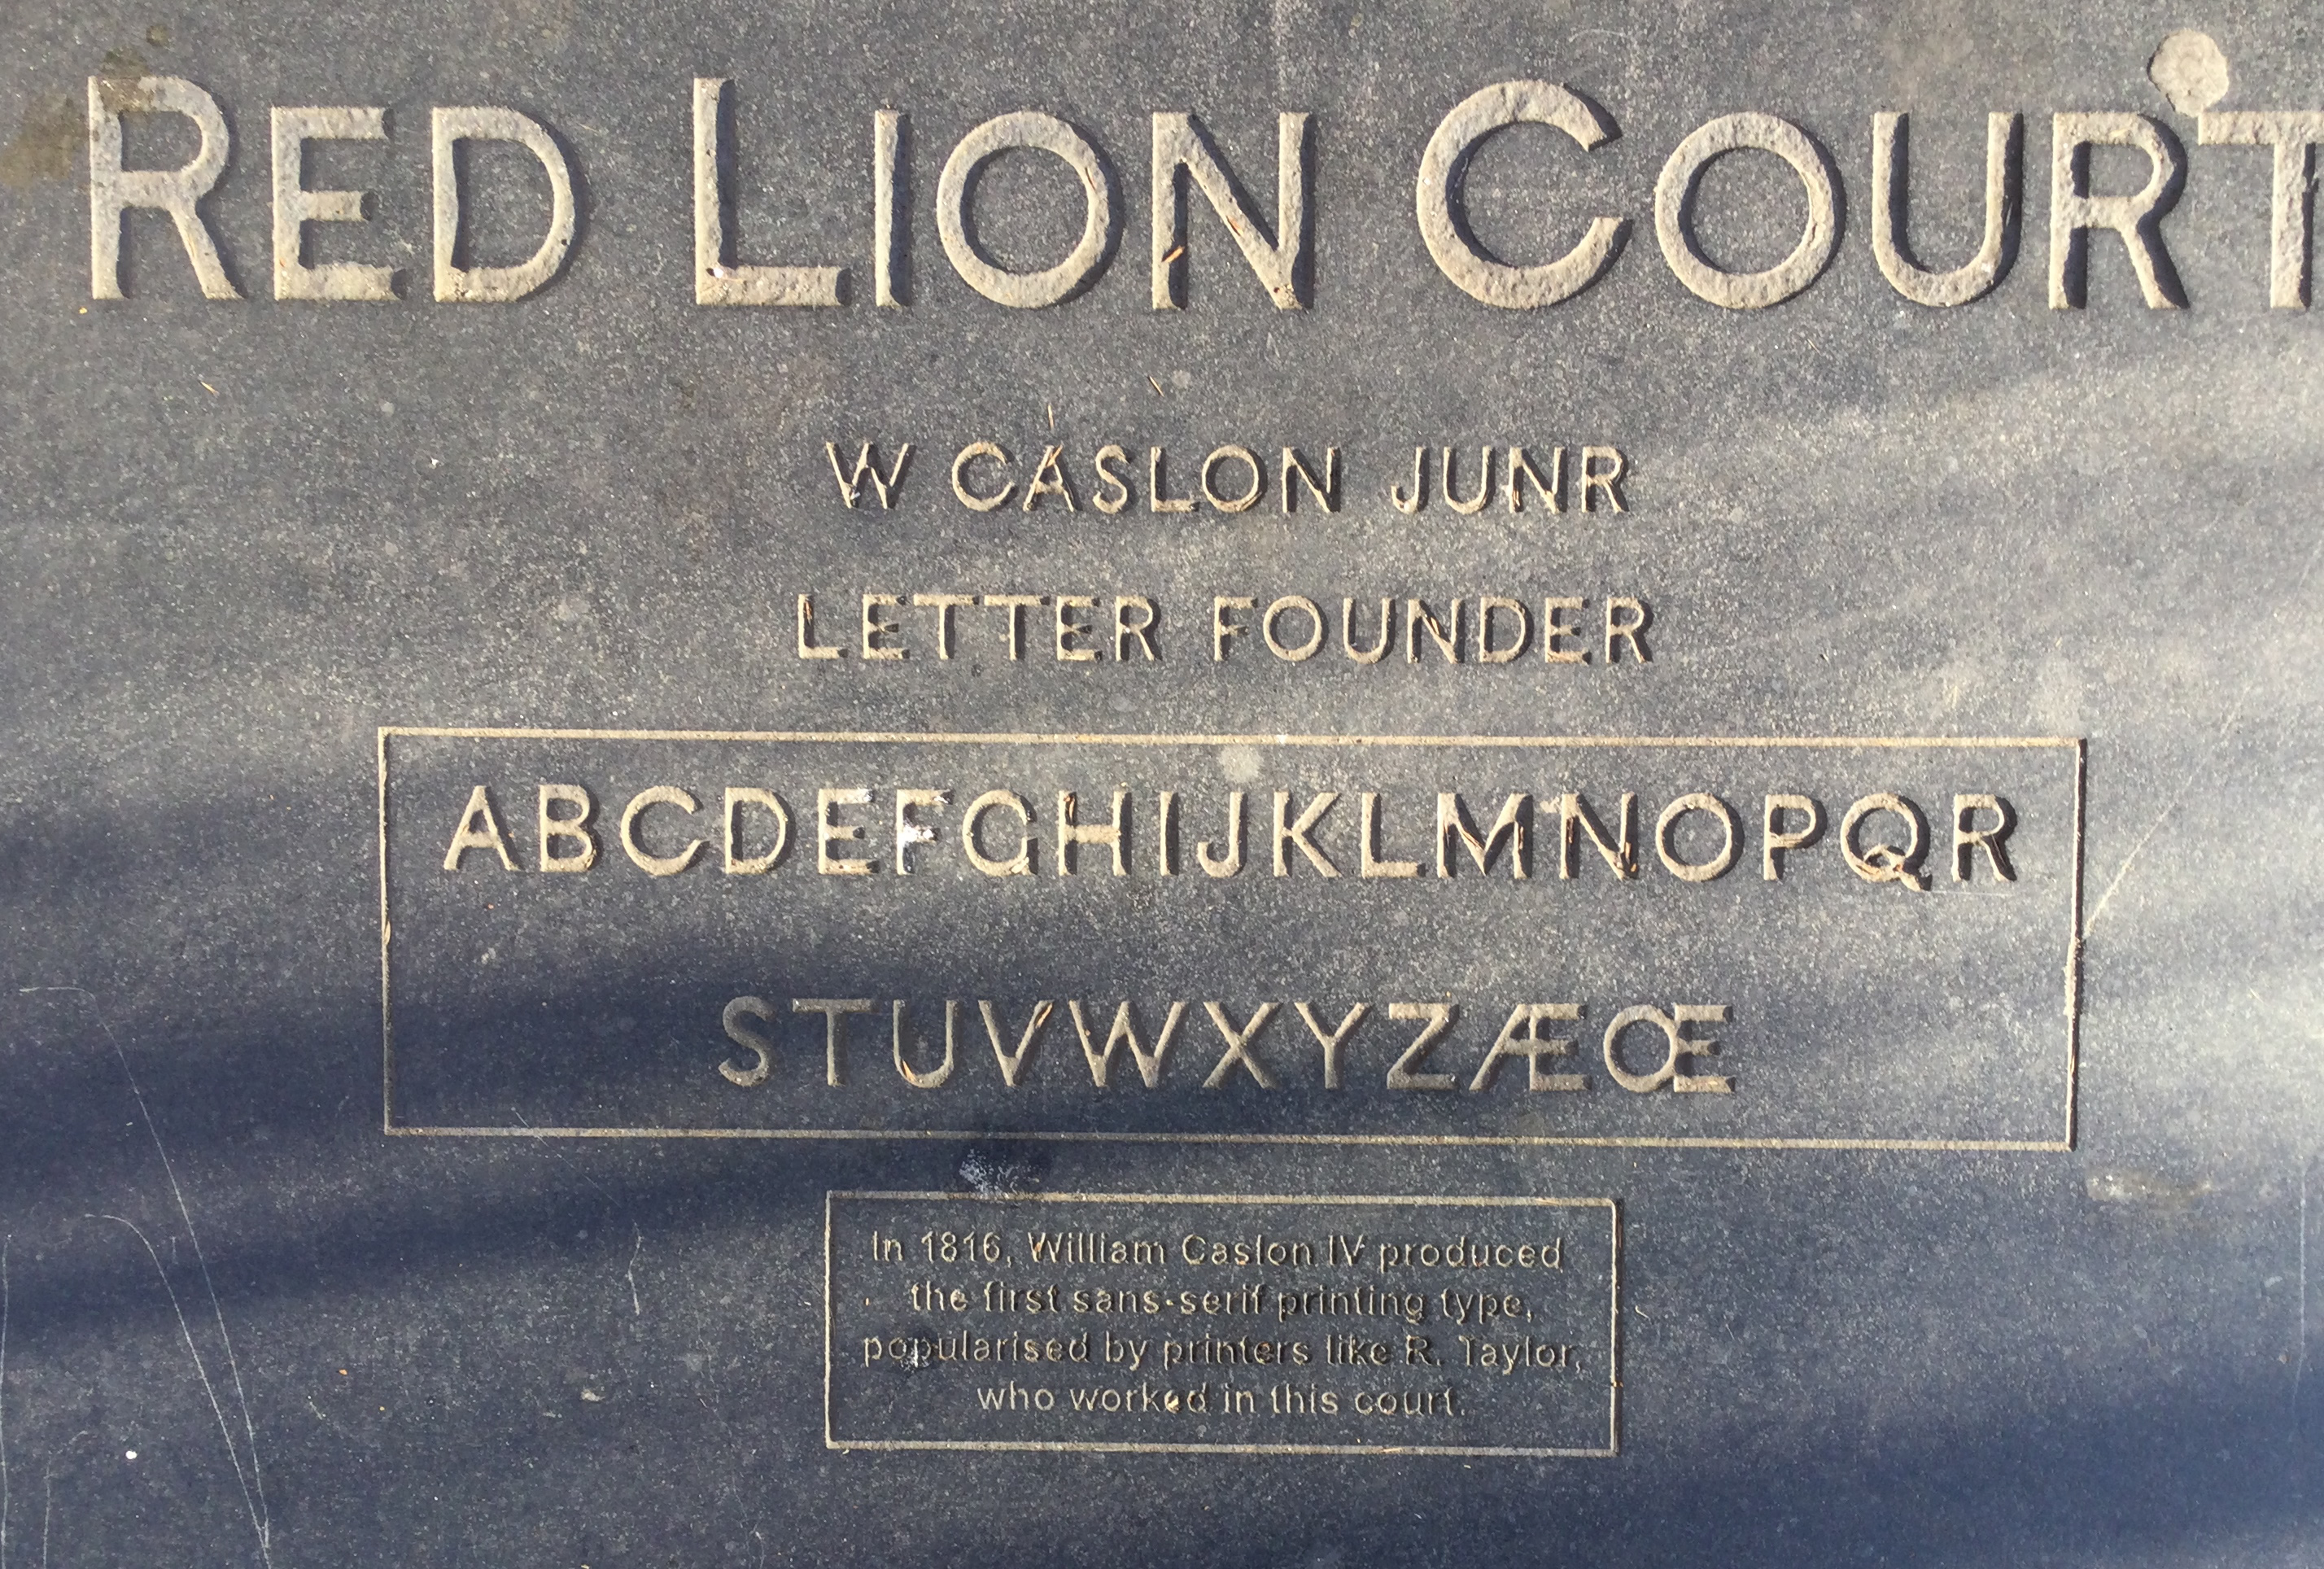 RED LION COURT
W CASLON JUNR
LETTER FOUNDER
ABCDEFGHIJKLMNOPQR
STUVWXYZÆŒ
In 1816, William Caslon IV produced
the first sans-serif printing type,
popularised by printers like R. Taylor,
who worked in this court.